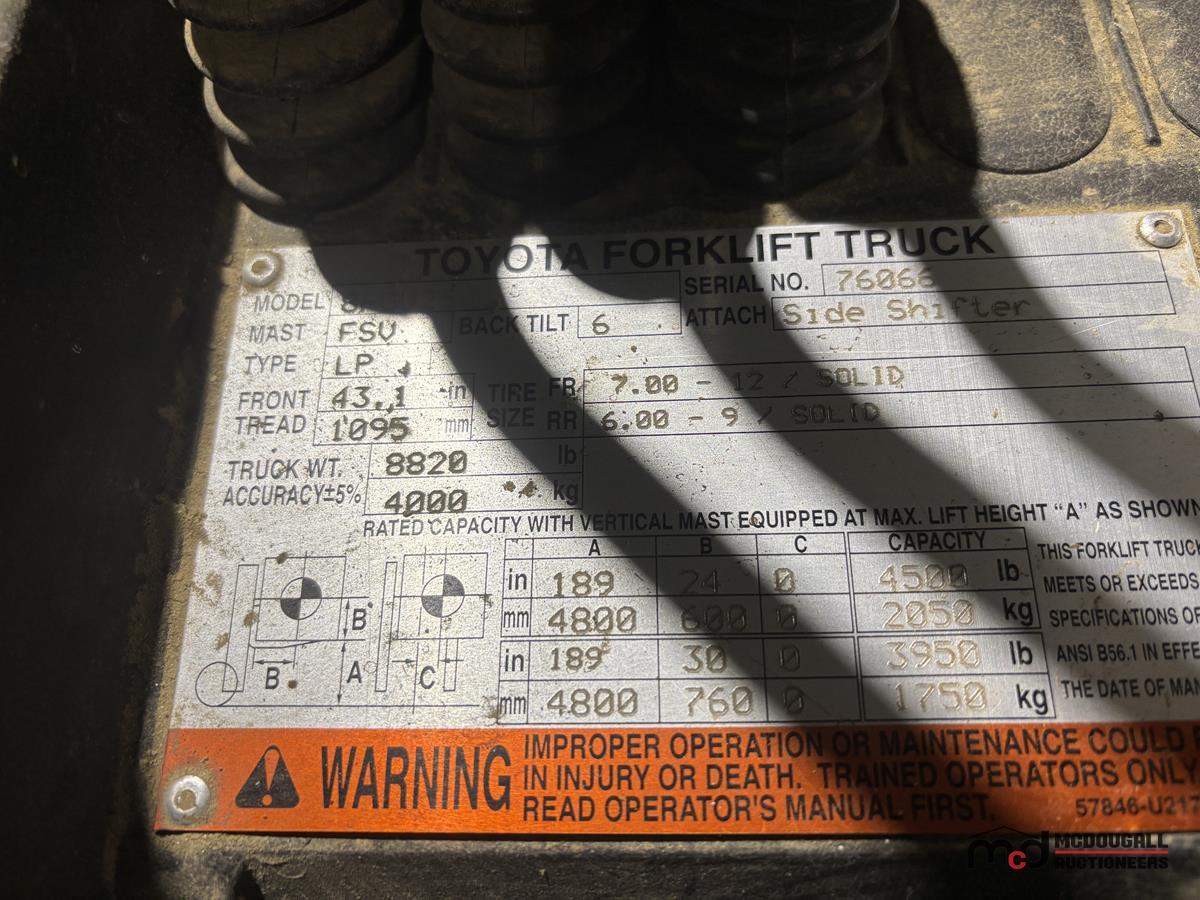 TOYOTA FORKLIFT TRUCK
MODEL SERIAL NO. 76066
MAST FSV BACK TILT 6 ATTACH Side Shifter
TYPE LP
FRONT TREAD 43.1 in TIRE SIZE FR 7.00 - 12 / SOLID
1095 mm RR 6.00 - 9 / SOLID
TRUCK WT. 8820 lb
ACCURACY±5% 4000 kg
RATED CAPACITY WITH VERTICAL MAST EQUIPPED AT MAX. LIFT HEIGHT "A" AS SHOWN
A B C CAPACITY
in 189 24 0 4500 lb
mm 4800 600 0 2050 kg
in 189 30 0 3950 lb
mm 4800 760 0 1750 kg
B
A
B
C
THIS FORKLIFT TRUCK
MEETS OR EXCEEDS
SPECIFICATIONS OF
ANSI B56.1 IN EFFE
THE DATE OF MAN
WARNING
IMPROPER OPERATION OR MAINTENANCE COULD
IN INJURY OR DEATH. TRAINED OPERATORS ONLY
READ OPERATOR'S MANUAL FIRST. 57846-U217
mcd MCDOUGALL
AUCTIONEERS